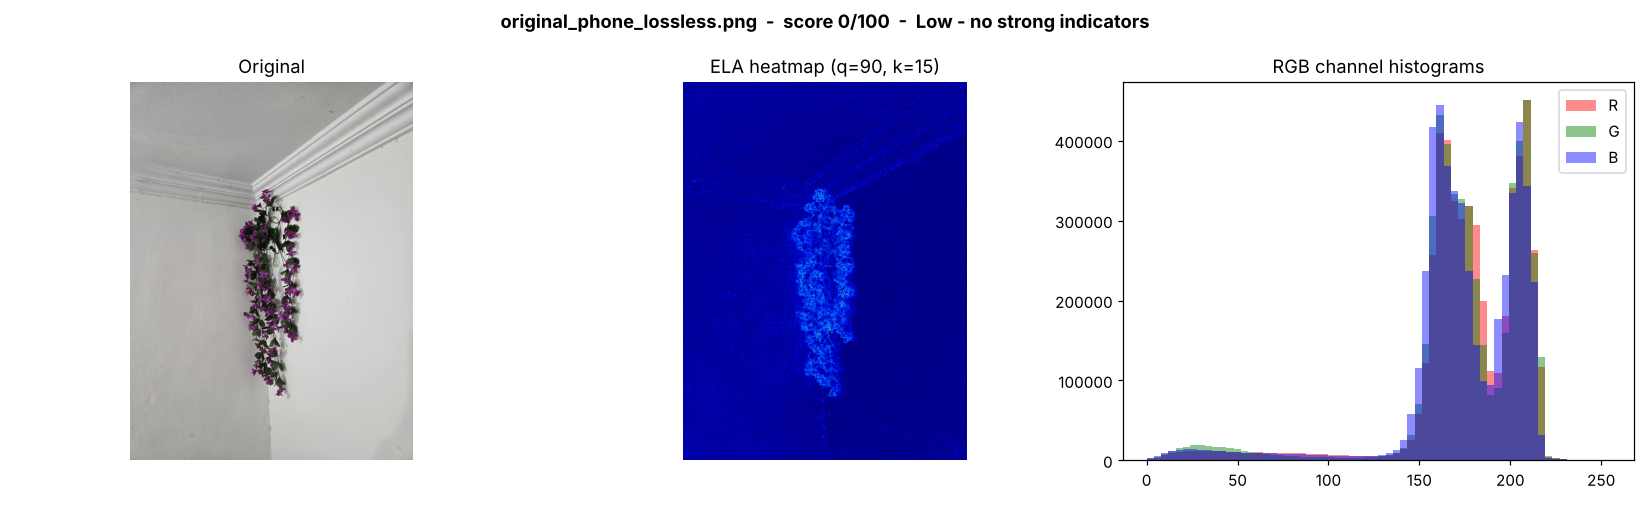 original_phone_lossless.png  -  score 0/100  -  Low - no strong indicators
Original
ELA heatmap (q=90, k=15)
RGB channel histograms
R
G
B
400000
300000
200000
100000
0
0 50 100 150 200 250